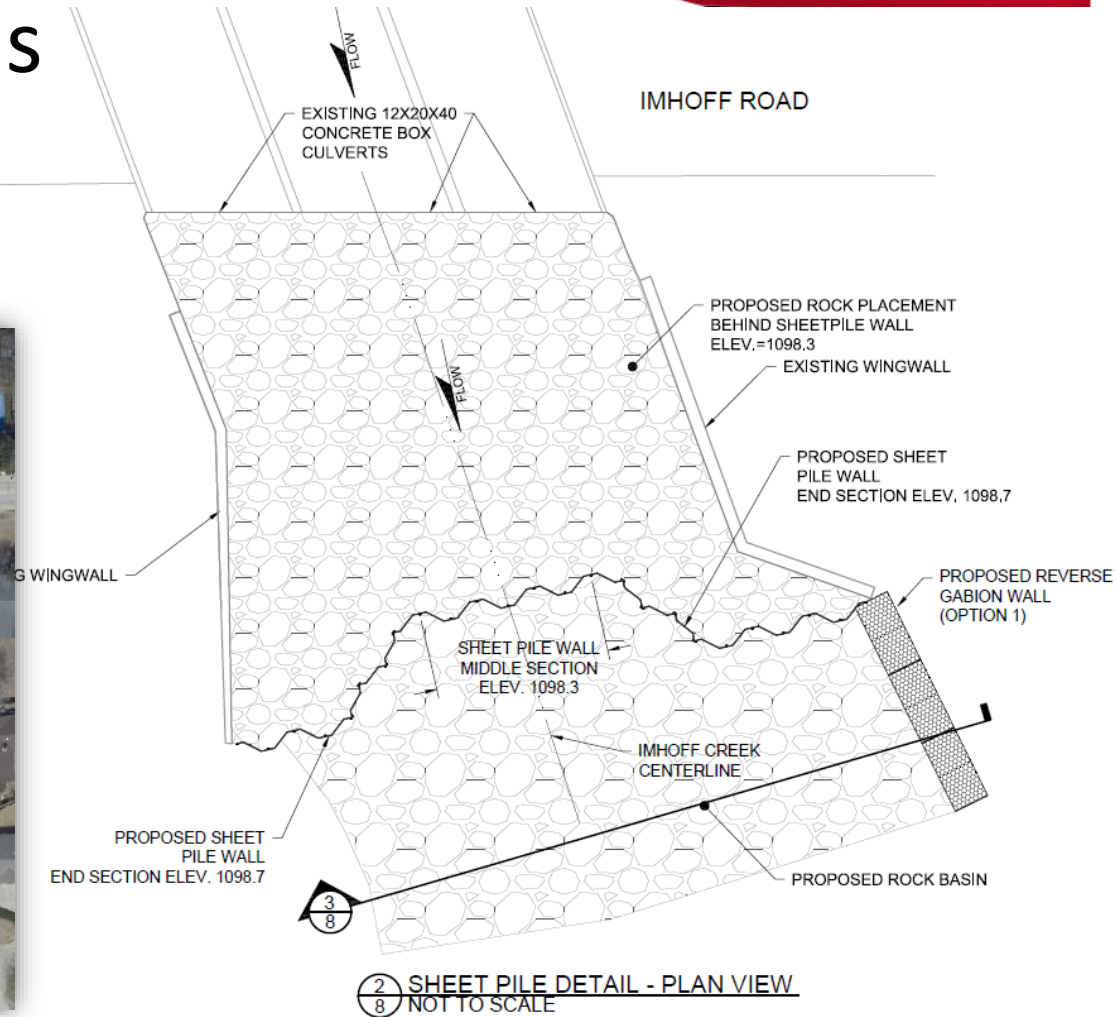 s
FLOW
IMHOFF ROAD
EXISTING 12X20X40
CONCRETE BOX
CULVERTS
PROPOSED ROCK PLACEMENT
BEHIND SHEETPILE WALL
ELEV.=1098.3
EXISTING WINGWALL
FLOW
PROPOSED SHEET
PILE WALL
END SECTION ELEV. 1098.7
G WINGWALL
PROPOSED REVERSE
GABION WALL
(OPTION 1)
SHEET PILE WALL
MIDDLE SECTION
ELEV. 1098.3
IMHOFF CREEK
CENTERLINE
PROPOSED SHEET
PILE WALL
END SECTION ELEV. 1098.7
PROPOSED ROCK BASIN
3
8
2
8
SHEET PILE DETAIL - PLAN VIEW
NOT TO SCALE